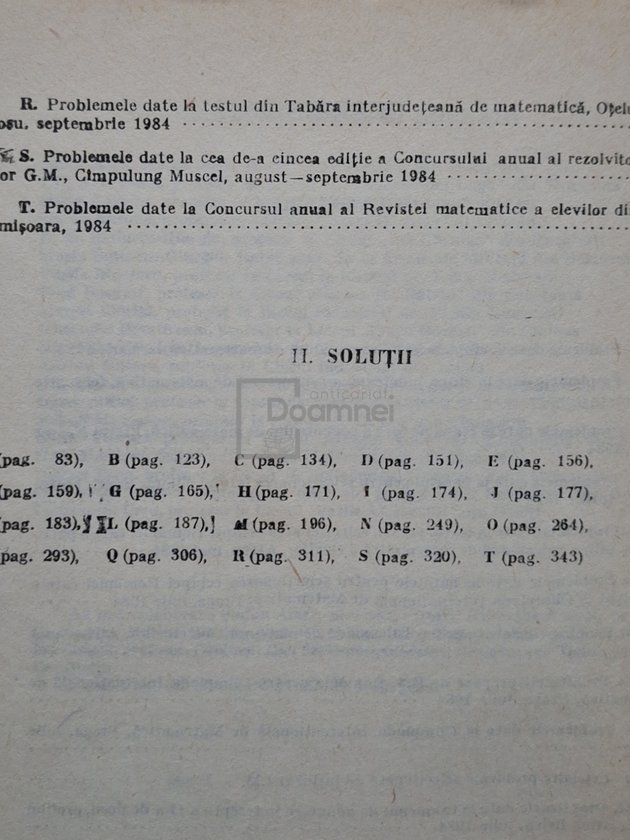 R. Problemele date la testul din Tabăra interjudețeană de matematică, Oțelu
oșu, septembrie 1984
S. Problemele date la cea de-a cincea ediție a Concursului anual al rezolvito
or G.M., Cîmpulung Muscel, august—septembrie 1984
T. Problemele date la Concursul anual al Revistei matematice a elevilor di
mișoara, 1984
II. SOLUȚII
anticariat
Doamnei
(pag. 83), B (pag. 123), C (pag. 134), D (pag. 151), E (pag. 156),
(pag. 159), G (pag. 165), H (pag. 171), I (pag. 174), J (pag. 177),
(pag. 183), L (pag. 187), M (pag. 196), N (pag. 249), O (pag. 264),
pag. 293), Q (pag. 306), R (pag. 311), S (pag. 320), T (pag. 343)